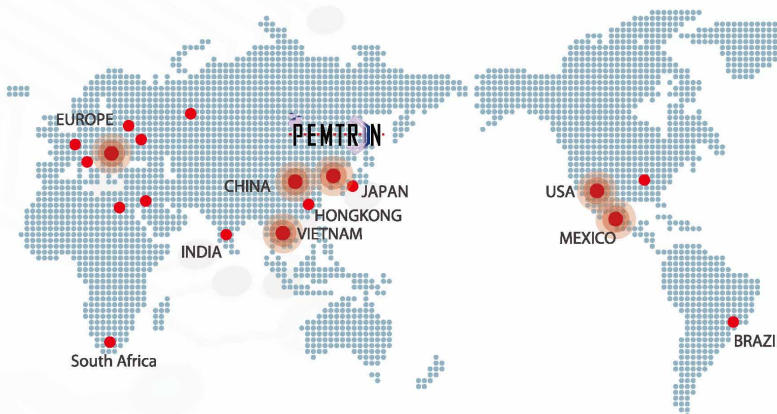 EUROPE
PEMTRON
CHINA
JAPAN
USA
HONGKONG
VIETNAM
MEXICO
INDIA
BRAZI
South Africa